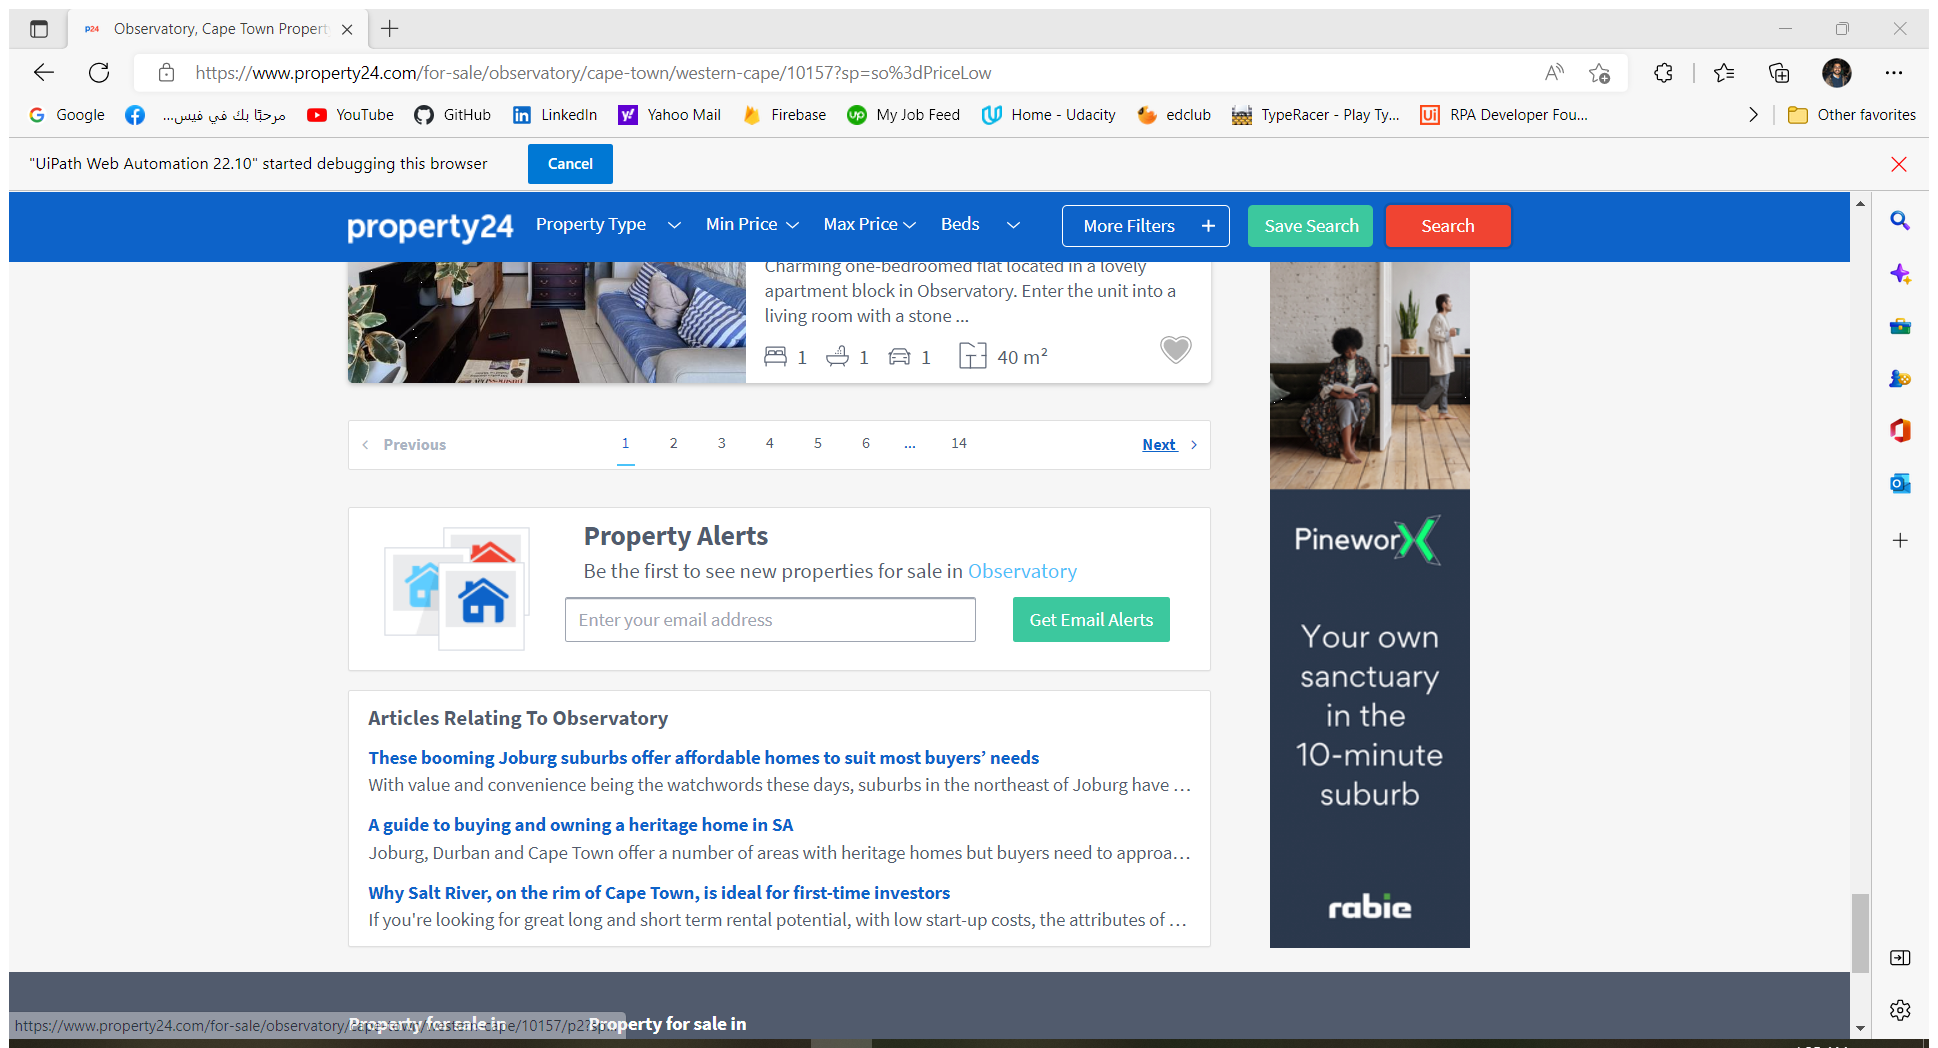 Observatory, Cape Town Propert
https://www.property24.com/for-sale/observatory/cape-town/western-cape/10157?sp=so%3dPriceLow
Google
مرحبًا بك في فيس...
YouTube
GitHub
LinkedIn
Yahoo Mail
Firebase
My Job Feed
Home - Udacity
edclub
TypeRacer - Play Ty...
RPA Developer Fou...
Other favorites
"UiPath Web Automation 22.10" started debugging this browser
Cancel
property24
Property Type
Min Price
Max Price
Beds
More Filters +
Save Search
Search
Charming one-bedroomed flat located in a lovely
apartment block in Observatory. Enter the unit into a
living room with a stone ...
1 1 1 40 m²
< Previous 1 2 3 4 5 6 ... 14 Next >
Property Alerts
Be the first to see new properties for sale in Observatory
Enter your email address
Get Email Alerts
Articles Relating To Observatory
These booming Joburg suburbs offer affordable homes to suit most buyers’ needs
With value and convenience being the watchwords these days, suburbs in the northeast of Joburg have ...
A guide to buying and owning a heritage home in SA
Joburg, Durban and Cape Town offer a number of areas with heritage homes but buyers need to approa...
Why Salt River, on the rim of Cape Town, is ideal for first-time investors
If you're looking for great long and short term rental potential, with low start-up costs, the attributes of ...
PineworX
Your own
sanctuary
in the
10-minute
suburb
rabie
Property for sale in
Property for sale in
https://www.property24.com/for-sale/observatory/cape-town/western-cape/10157/p2?sp